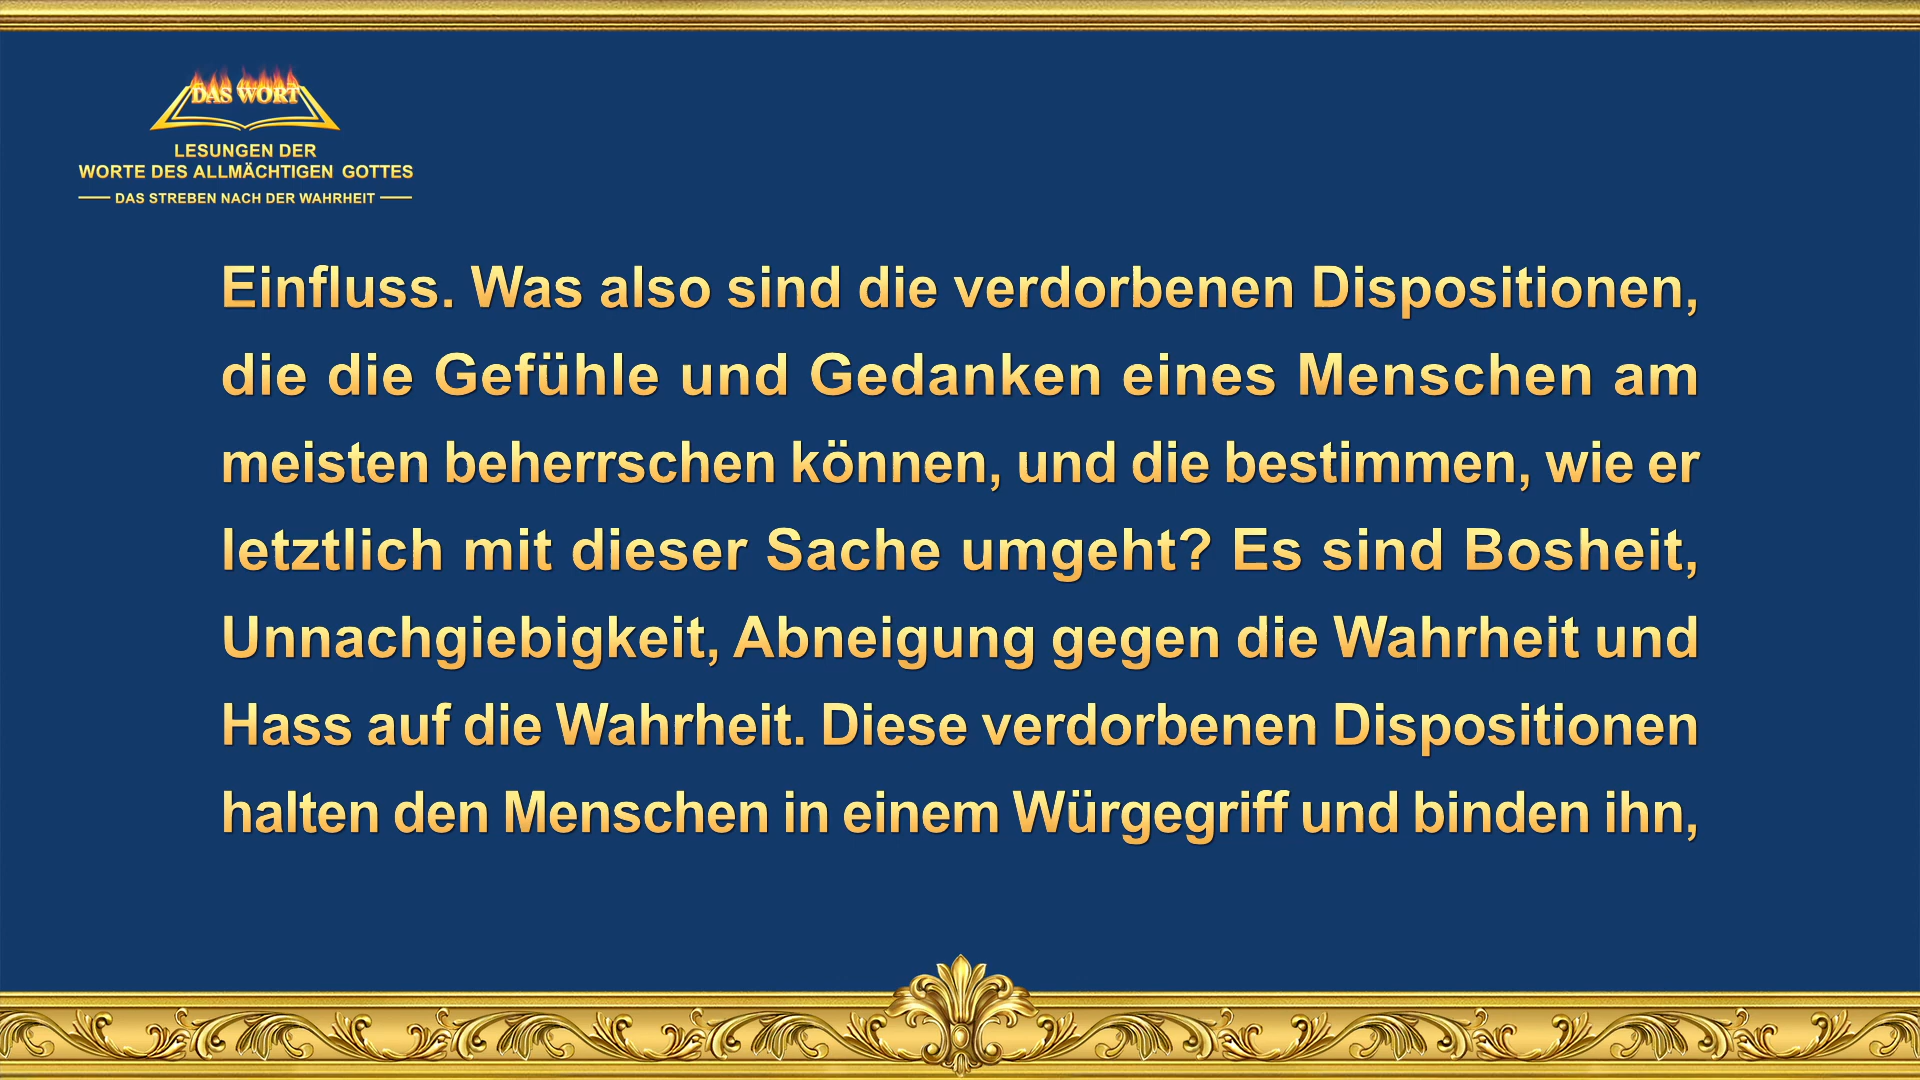 DAS WORT
LESUNGEN DER
WORTE DES ALLMÄCHTIGEN GOTTES
DAS STREBEN NACH DER WAHRHEIT
Einfluss. Was also sind die verdorbenen Dispositionen,
die die Gefühle und Gedanken eines Menschen am
meisten beherrschen können, und die bestimmen, wie er
letztlich mit dieser Sache umgeht? Es sind Bosheit,
Unnachgiebigkeit, Abneigung gegen die Wahrheit und
Hass auf die Wahrheit. Diese verdorbenen Dispositionen
halten den Menschen in einem Würgegriff und binden ihn,